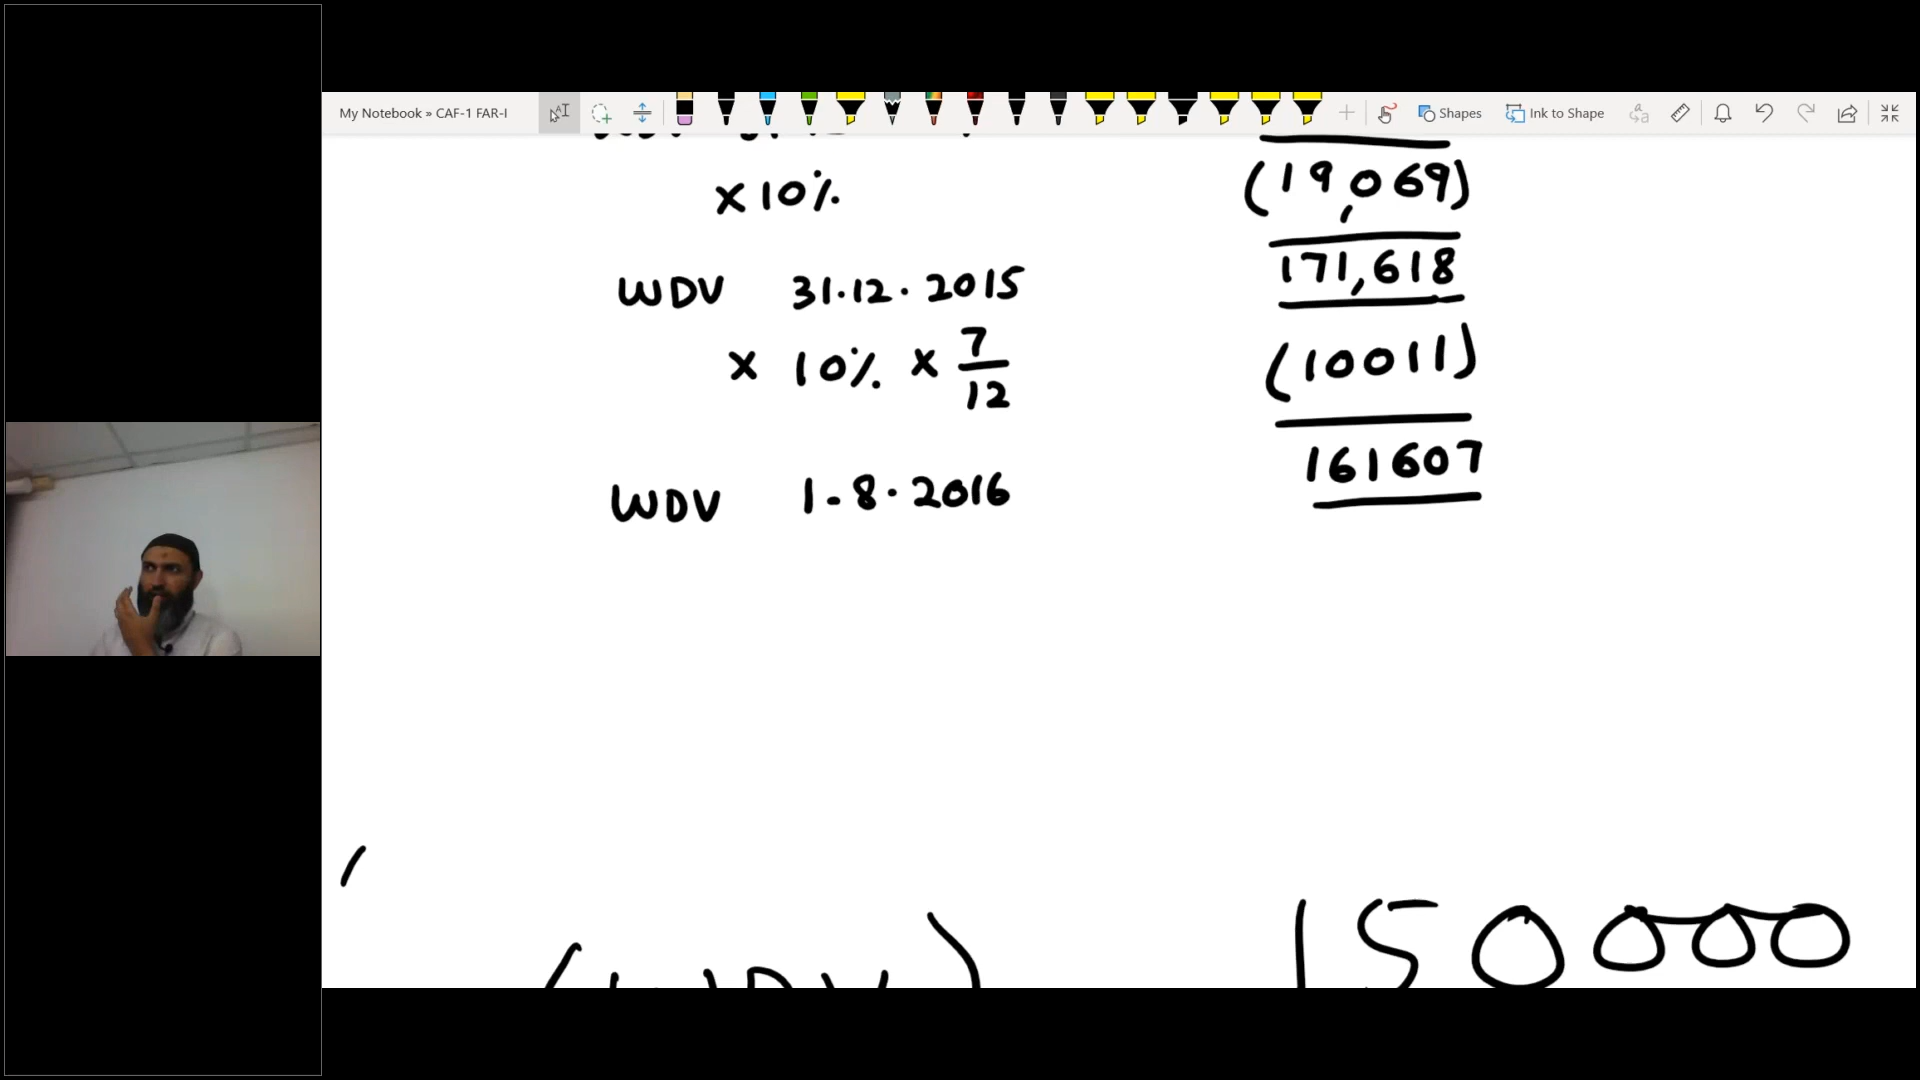 My Notebook » CAF-1 FAR-I
Shapes
Ink to Shape
(19,069)
x 10%
171,618
WDV 31.12.2015
x 10% x 7/12
(10011)
161607
WDV 1-8.2016
150000